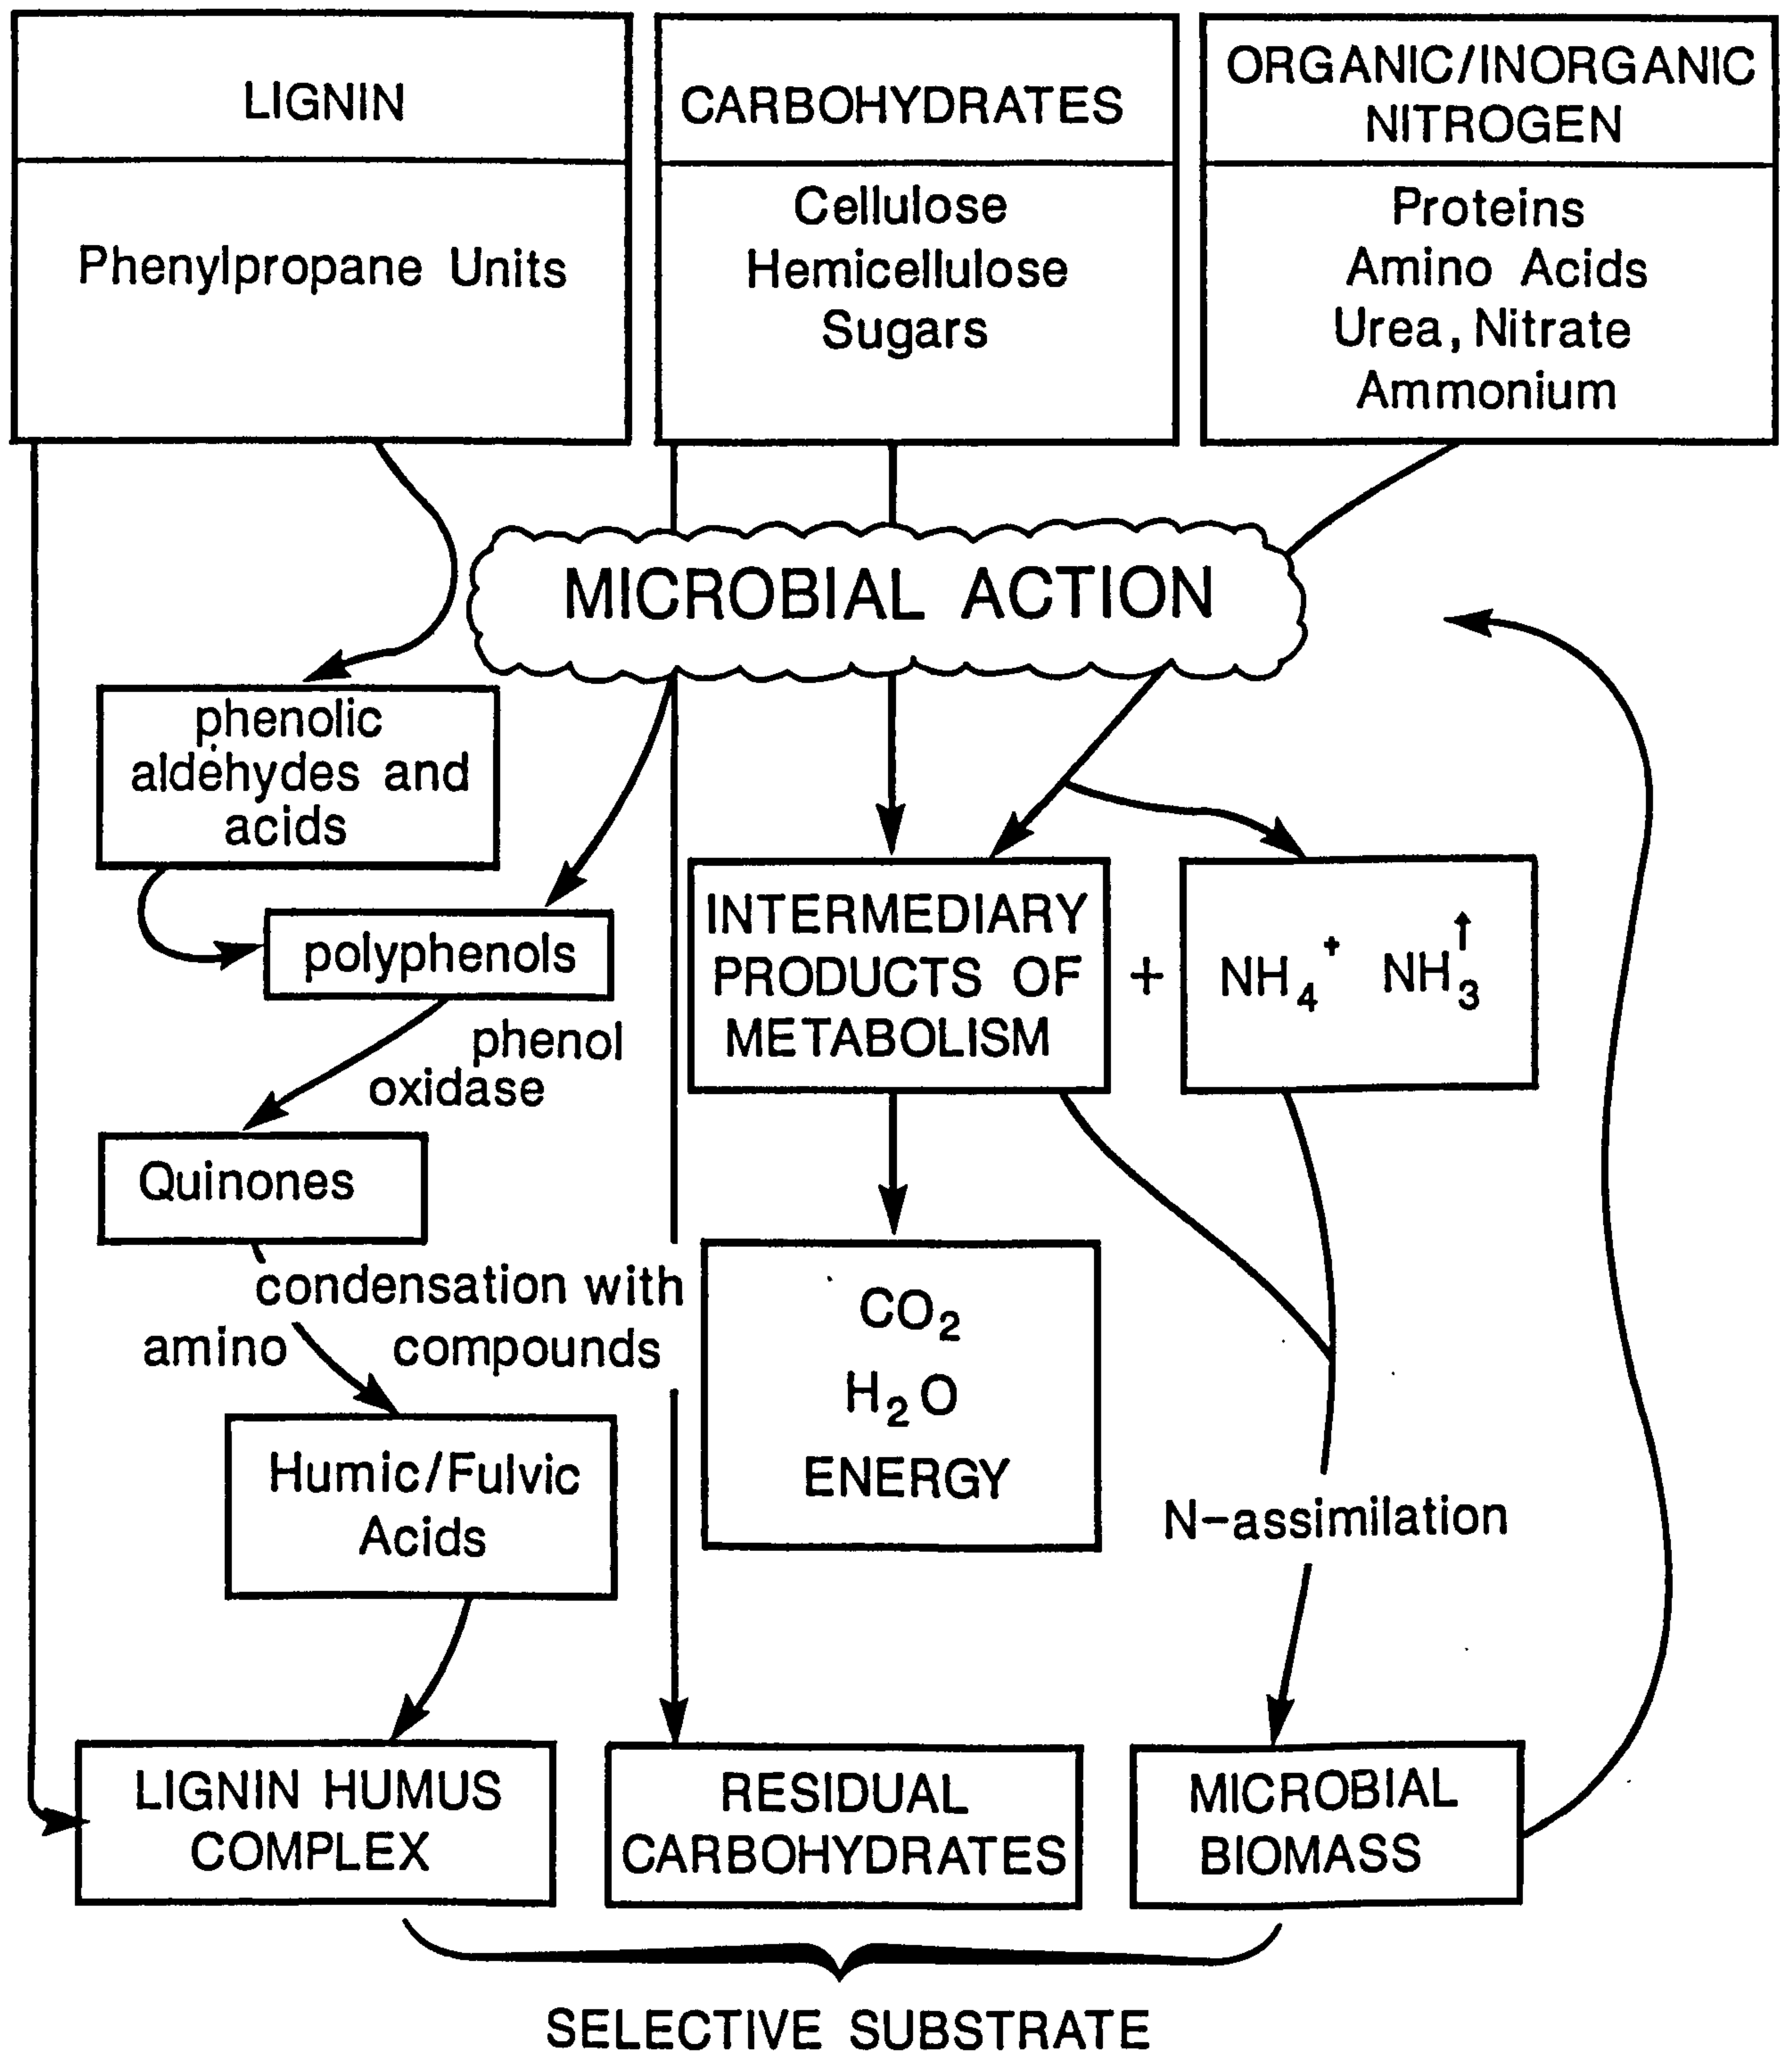 LIGNIN
Phenylpropane Units
CARBOHYDRATES
Cellulose
Hemicellulose
Sugars
ORGANIC/INORGANIC
NITROGEN
Proteins
Amino Acids
Urea, Nitrate
Ammonium
MICROBIAL ACTION
phenolic
aldehydes and
acids
polyphenols
phenol
oxidase
Quinones
condensation with
amino compounds
Humic/Fulvic
Acids
INTERMEDIARY
PRODUCTS OF
METABOLISM
+
NH₄⁺ NH₃↑
CO₂
H₂O
ENERGY
N-assimilation
LIGNIN HUMUS
COMPLEX
RESIDUAL
CARBOHYDRATES
MICROBIAL
BIOMASS
SELECTIVE SUBSTRATE